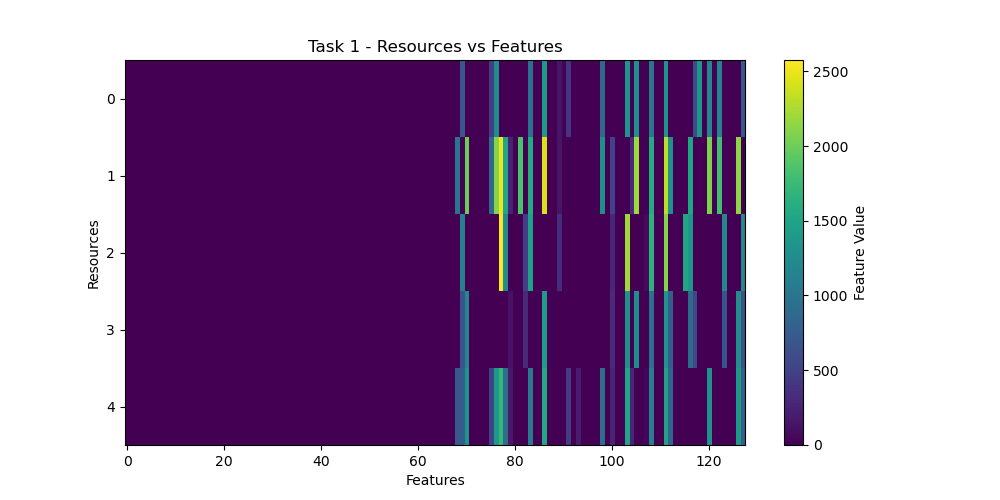 Task 1 - Resources vs Features
Resources
0
1
2
3
4
0 20 40 60 80 100 120
Features
2500
2000
1500
1000
500
0
Feature Value